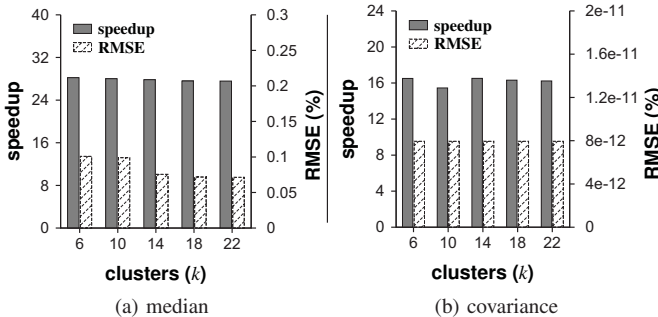 40
28
16
8
0
speedup
speedup
RMSE
0.3
0.25
0.2
0.15
0.1
0.05
0
RMSE (%)
6 10 14 18 22
clusters (k)
(a) median
24
20
16
12
8
4
0
speedup
speedup
RMSE
2e-11
1.6e-11
1.2e-11
8e-12
4e-12
0
RMSE (%)
6 10 14 18 22
clusters (k)
(b) covariance